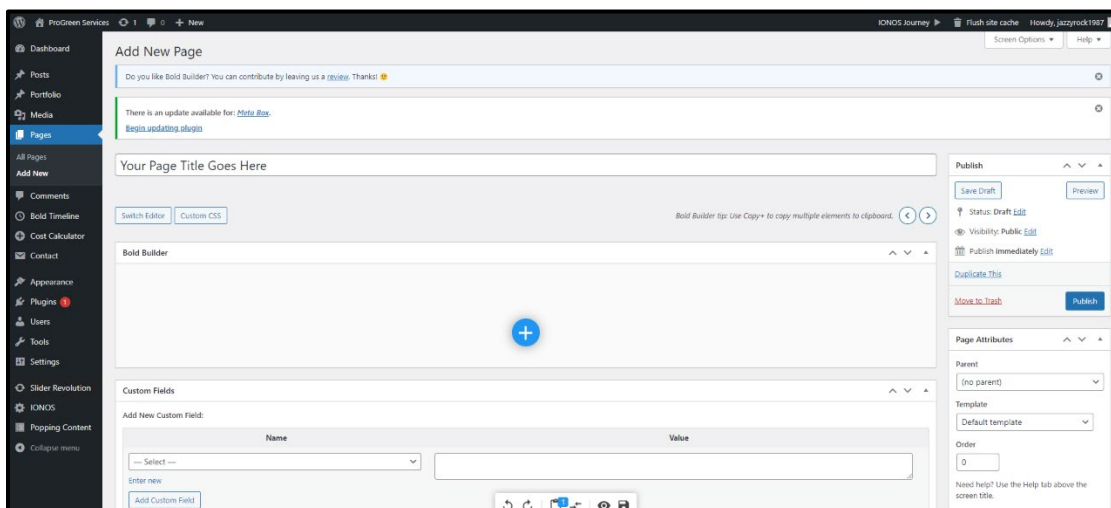 ProGreen Services 1 0 + New IONOS Journey Flush site cache Howdy, jazzyrock1987
Screen Options Help
Dashboard
Posts
Portfolio
Media
Pages
All Pages
Add New
Comments
Bold Timeline
Cost Calculator
Contact
Appearance
Plugins 1
Users
Tools
Settings
Slider Revolution
IONOS
Popping Content
Collapse menu
Add New Page
Do you like Bold Builder? You can contribute by leaving us a review. Thanks!
There is an update available for: Meta Box.
Begin updating plugin
Your Page Title Goes Here
Switch Editor Custom CSS Bold Builder tip: Use Copy+ to copy multiple elements to clipboard.
Bold Builder
Custom Fields
Add New Custom Field:
Name Value
--- Select ---
Enter new
Add Custom Field
1
Publish
Save Draft Preview
Status: Draft Edit
Visibility: Public Edit
Publish immediately Edit
Duplicate This
Move to Trash Publish
Page Attributes
Parent
(no parent)
Template
Default template
Order
0
Need help? Use the Help tab above the
screen title.